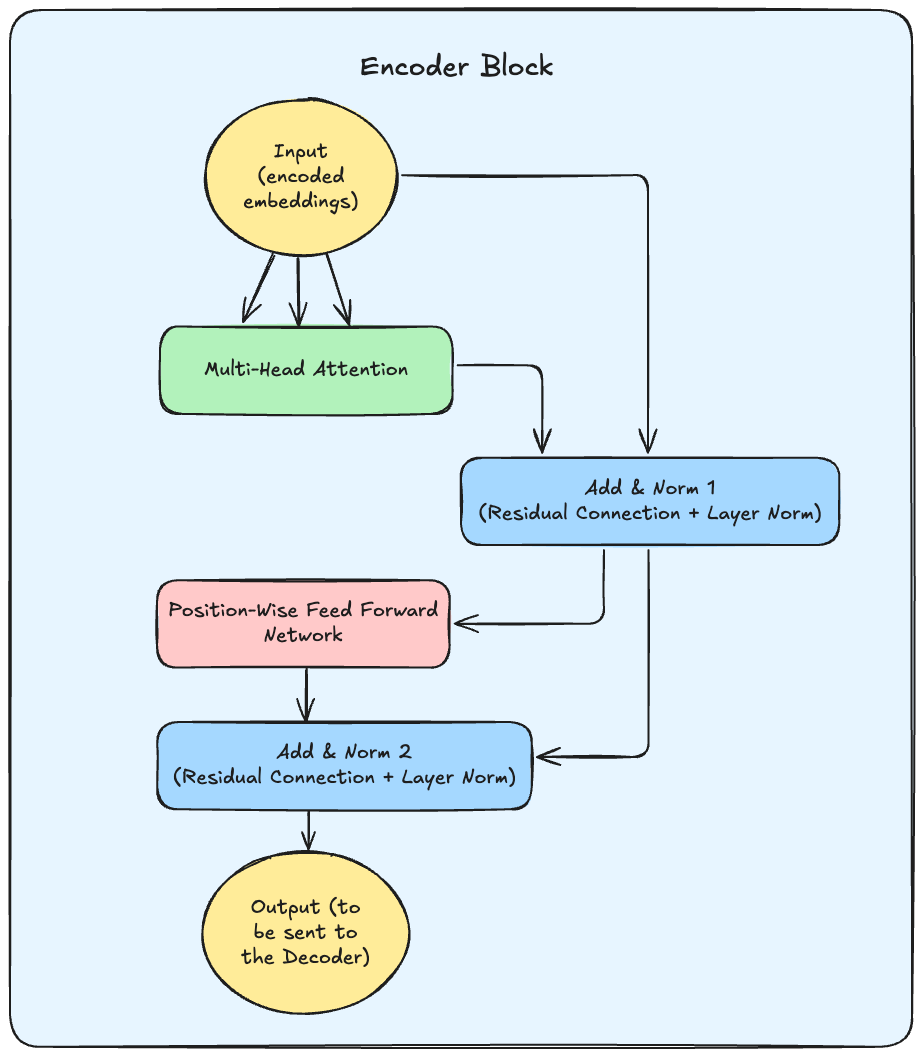 Encoder Block
Input
(encoded
embeddings)
Multi-Head Attention
Add & Norm 1
(Residual Connection + Layer Norm)
Position-Wise Feed Forward
Network
Add & Norm 2
(Residual Connection + Layer Norm)
Output (to
be sent to
the Decoder)